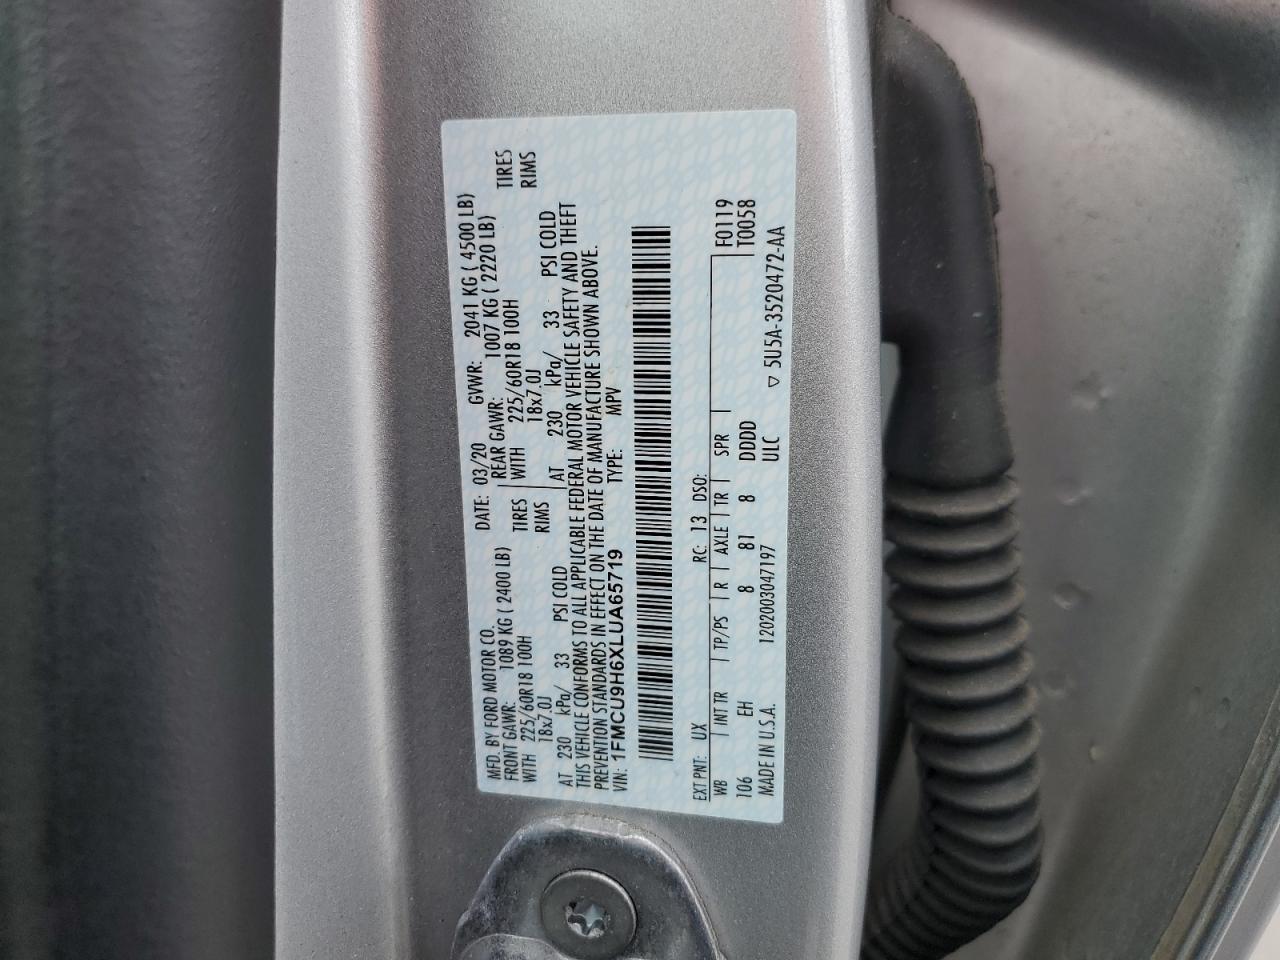 MFD. BY FORD MOTOR CO. DATE: 03/20 GVWR: 2041 KG ( 4500 LB)
FRONT GAWR: 1089 KG ( 2400 LB) REAR GAWR: 1007 KG ( 2220 LB)
WITH 225/60R18 100H TIRES WITH 225/60R18 100H TIRES
18x7.0J RIMS 18x7.0J RIMS
AT 230 kPa/ 33 PSI COLD AT 230 kPa/ 33 PSI COLD
THIS VEHICLE CONFORMS TO ALL APPLICABLE FEDERAL MOTOR VEHICLE SAFETY AND THEFT
PREVENTION STANDARDS IN EFFECT ON THE DATE OF MANUFACTURE SHOWN ABOVE.
VIN: 1FMCU9H6XLUA65719 TYPE: MPV
EXT PNT: UX RC: 13 DSO: F0119
WB INT TR TP/PS R AXLE TR SPR T0058
106 EH 8 81 8 DDDD
MADE IN U.S.A. 1202003047197 ULC ▽ 5U5A-3520472-AA